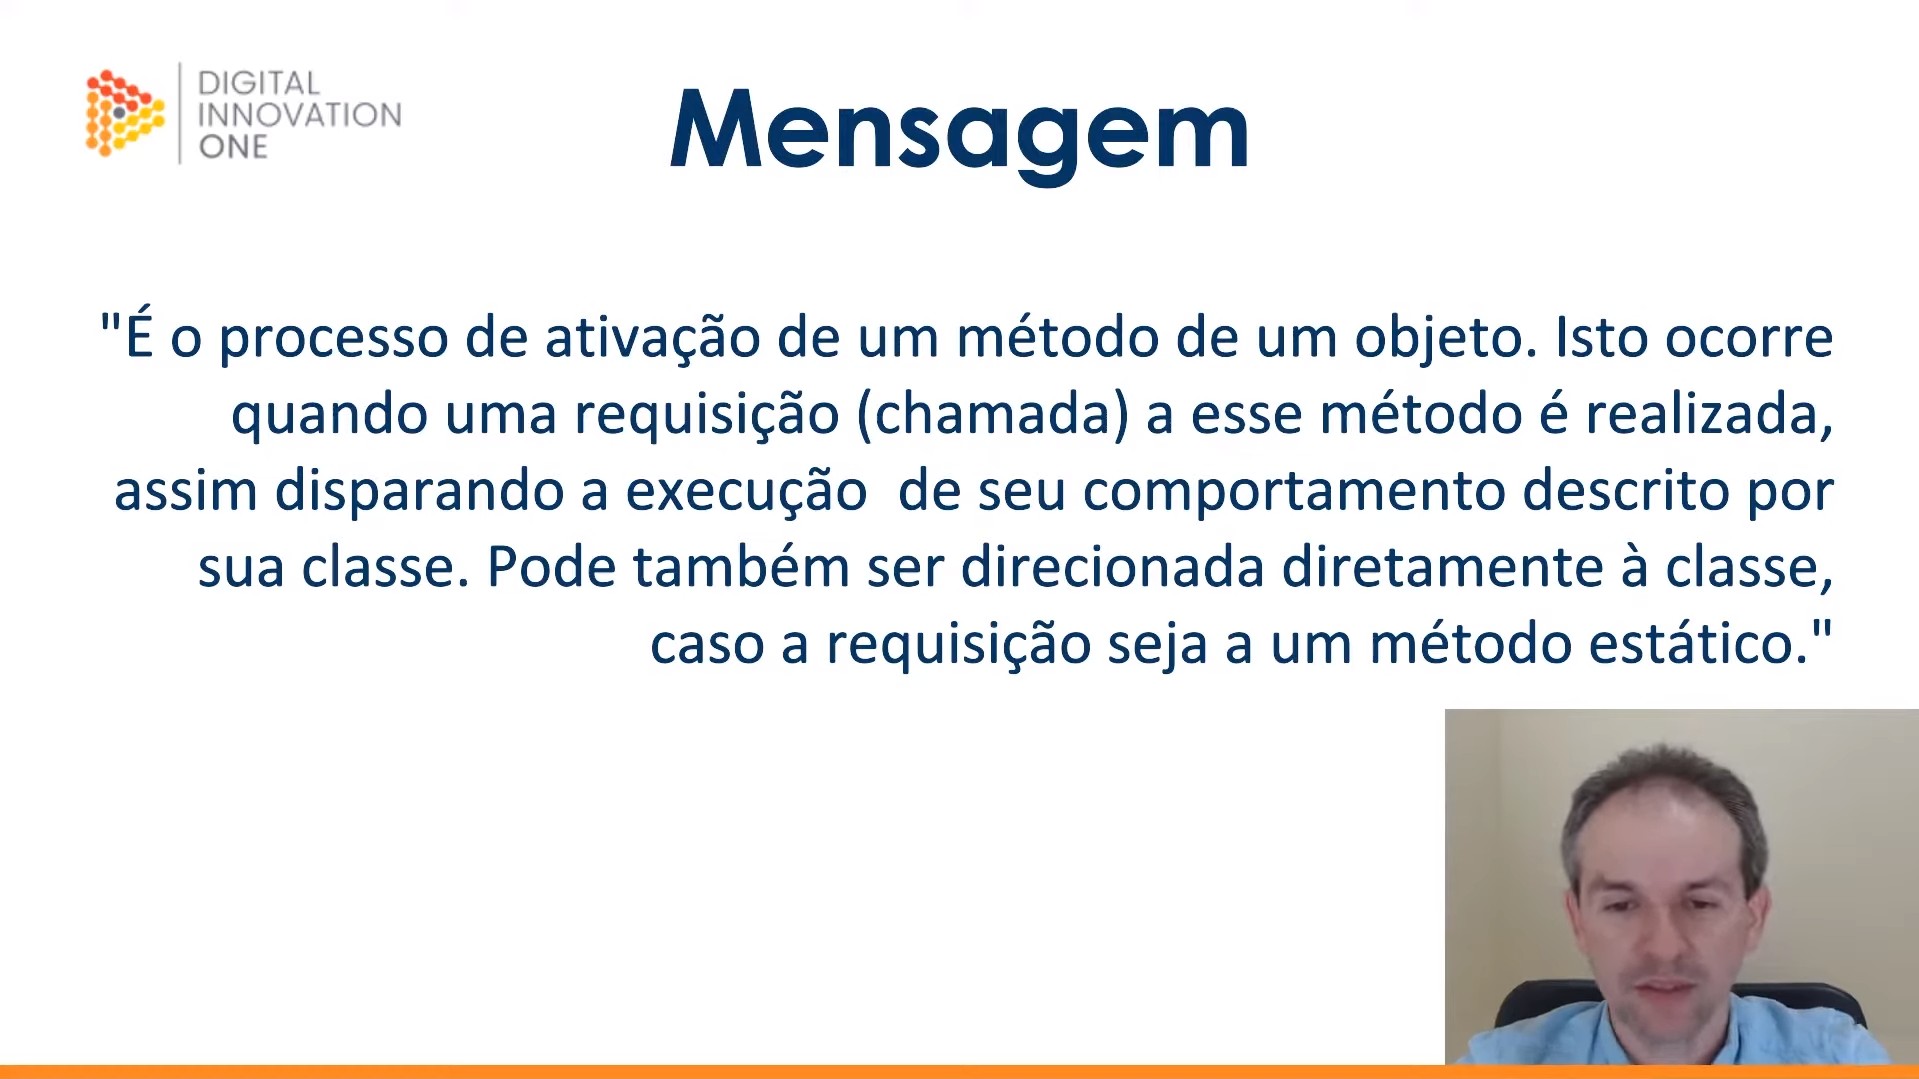 DIGITAL
INNOVATION
ONE
Mensagem
"É o processo de ativação de um método de um objeto. Isto ocorre
quando uma requisição (chamada) a esse método é realizada,
assim disparando a execução  de seu comportamento descrito por
sua classe. Pode também ser direcionada diretamente à classe,
caso a requisição seja a um método estático."